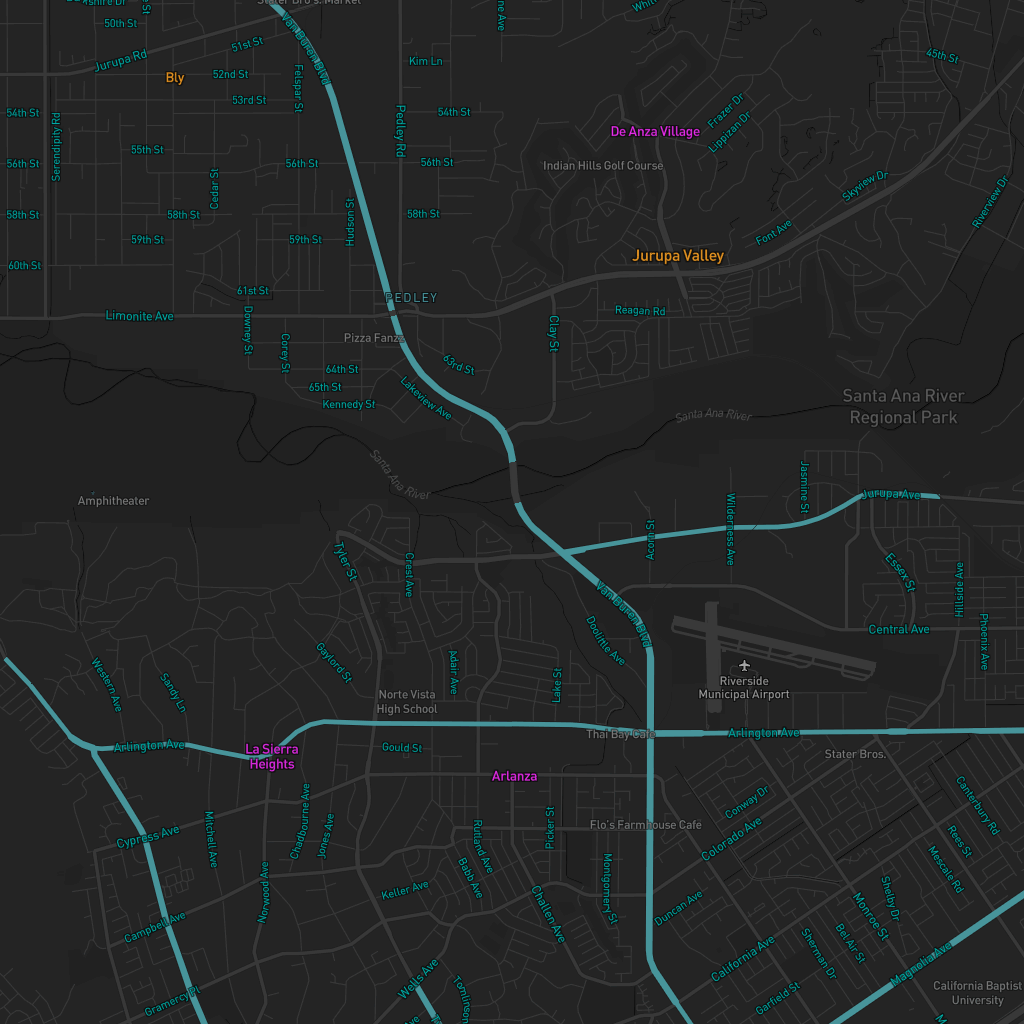 Stater Bro's. Market
50th St
Van Buren Blvd
45th St
51st St
Jurupa Rd
Kim Ln
Bly
52nd St
Felspar St
53rd St
54th St
Serendipity Rd
Pedley Rd
54th St
Frazer Dr
Lippizan Dr
De Anza Village
55th St
56th St
56th St
56th St
Indian Hills Golf Course
Cedar St
Skyview Dr
Riverview Dr
58th St
58th St
Hudson St
58th St
59th St
59th St
Font Ave
60th St
Jurupa Valley
61st St
PEDLEY
Limonite Ave
Downey St
Reagan Rd
Clay St
Corey St
Pizza Fanzz
64th St
63rd St
65th St
Lakeview Ave
Kennedy St
Santa Ana River
Regional Park
Santa Ana River
Santa Ana River
Jasmine St
Amphitheater
Jurupa Ave
Wilderness Ave
Acorn St
Tyler St
Cresl Ave
Essex St
Hillside Ave
Van Buren Blvd
Doolittle Ave
Central Ave
Phoenix Ave
Gaylord St
Western Ave
Sandy Ln
Adair Ave
Lake St
Riverside
Municipal Airport
Norte Vista
High School
Thai Bay Cafe
Arlington Ave
Arlington Ave
La Sierra
Heights
Gould St
Stater Bros.
Arlanza
Conway Dr
Canterbury Rd
Mitchell Ave
Chadbourne Ave
Jones Ave
Cypress Ave
Picker St
Flo's Farmhouse Cafe
Colorado Ave
Rutland Ave
Rees St
Mescale Rd
Babb Ave
Keller Ave
Norwood Ave
Montgomery St
Challen Ave
Shelby Dr
Monroe St
Duncan Ave
Campbell Ave
Bel Air St
Sherman Dr
California Ave
Magnolia Ave
Wells Ave
Tomlinson
Gramercy Pl
Garfield St
California Baptist
University